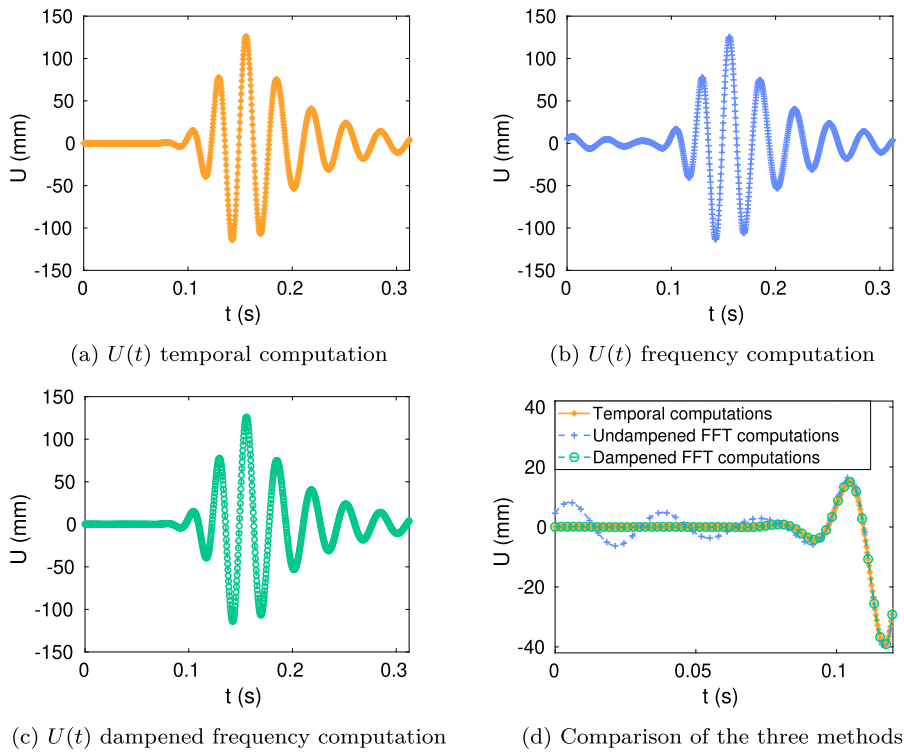 150
100
50
0
-50
-100
-150
U (mm)
0
0.1
0.2
0.3
t (s)
(a) U(t) temporal computation
150
100
50
0
-50
-100
-150
U (mm)
0
0.1
0.2
0.3
t (s)
(b) U(t) frequency computation
150
100
50
0
-50
-100
-150
U (mm)
0
0.1
0.2
0.3
t (s)
(c) U(t) dampened frequency computation
40
20
0
-20
-40
U (mm)
Temporal computations
Undampened FFT computations
Dampened FFT computations
0
0.05
0.1
t (s)
(d) Comparison of the three methods